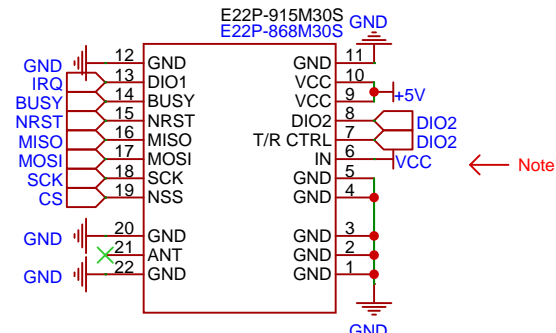 E22P-915M30S
E22P-868M30S
GND
GND 12 GND GND 11
IRQ 13 DIO1 VCC 10
BUSY 14 BUSY VCC 9 +5V
NRST 15 NRST DIO2 8 DIO2
MISO 16 MISO T/R CTRL 7 DIO2
MOSI 17 MOSI IN 6 VCC Note
SCK 18 SCK GND 5
CS 19 NSS GND 4
GND 20 GND GND 3
21 ANT GND 2
GND 22 GND GND 1
GND